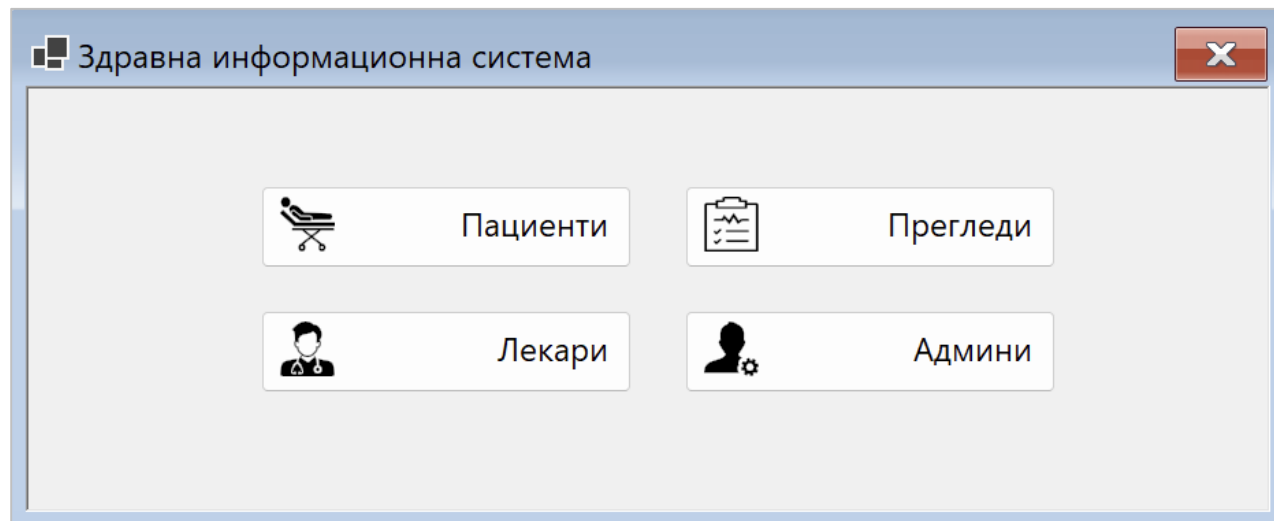 Здравна информационна система
Пациенти
Прегледи
Лекари
Админи